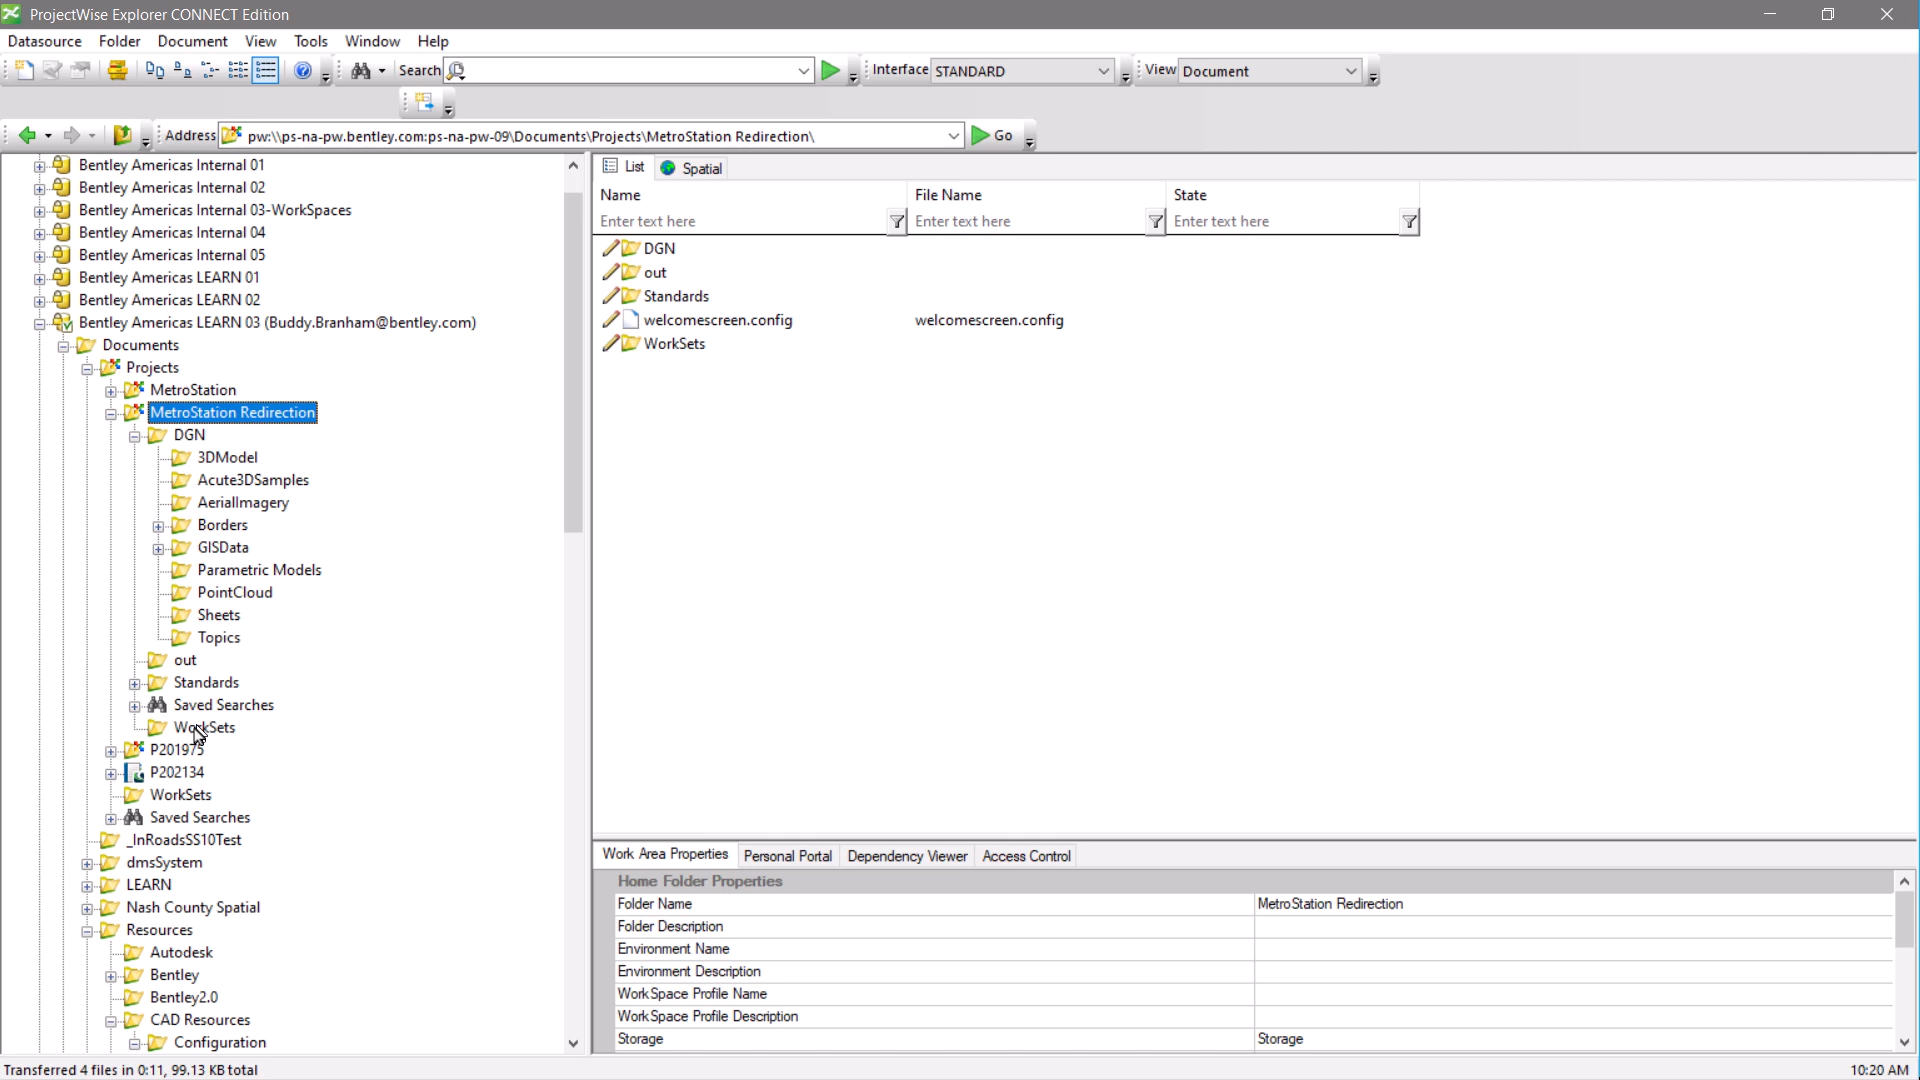 ProjectWise Explorer CONNECT Edition
Datasource Folder Document View Tools Window Help
Search Interface STANDARD View Document
Address pw:\\ps-na-pw.bentley.com:ps-na-pw-09\Documents\Projects\MetroStation Redirection\ Go
Bentley Americas Internal 01
Bentley Americas Internal 02
Bentley Americas Internal 03-WorkSpaces
Bentley Americas Internal 04
Bentley Americas Internal 05
Bentley Americas LEARN 01
Bentley Americas LEARN 02
Bentley Americas LEARN 03 (Buddy.Branham@bentley.com)
Documents
Projects
MetroStation
MetroStation Redirection
DGN
3DModel
Acute3DSamples
AerialImagery
Borders
GISData
Parametric Models
PointCloud
Sheets
Topics
out
Standards
Saved Searches
WorkSets
P201975
P202134
WorkSets
Saved Searches
_InRoadsSS10Test
dmsSystem
LEARN
Nash County Spatial
Resources
Autodesk
Bentley
Bentley2.0
CAD Resources
Configuration
List Spatial
Name File Name State
Enter text here Enter text here Enter text here
DGN
out
Standards
welcomescreen.config welcomescreen.config
WorkSets
Work Area Properties Personal Portal Dependency Viewer Access Control
Home Folder Properties
Folder Name MetroStation Redirection
Folder Description
Environment Name
Environment Description
WorkSpace Profile Name
WorkSpace Profile Description
Storage Storage
Transferred 4 files in 0:11, 99.13 KB total 10:20 AM